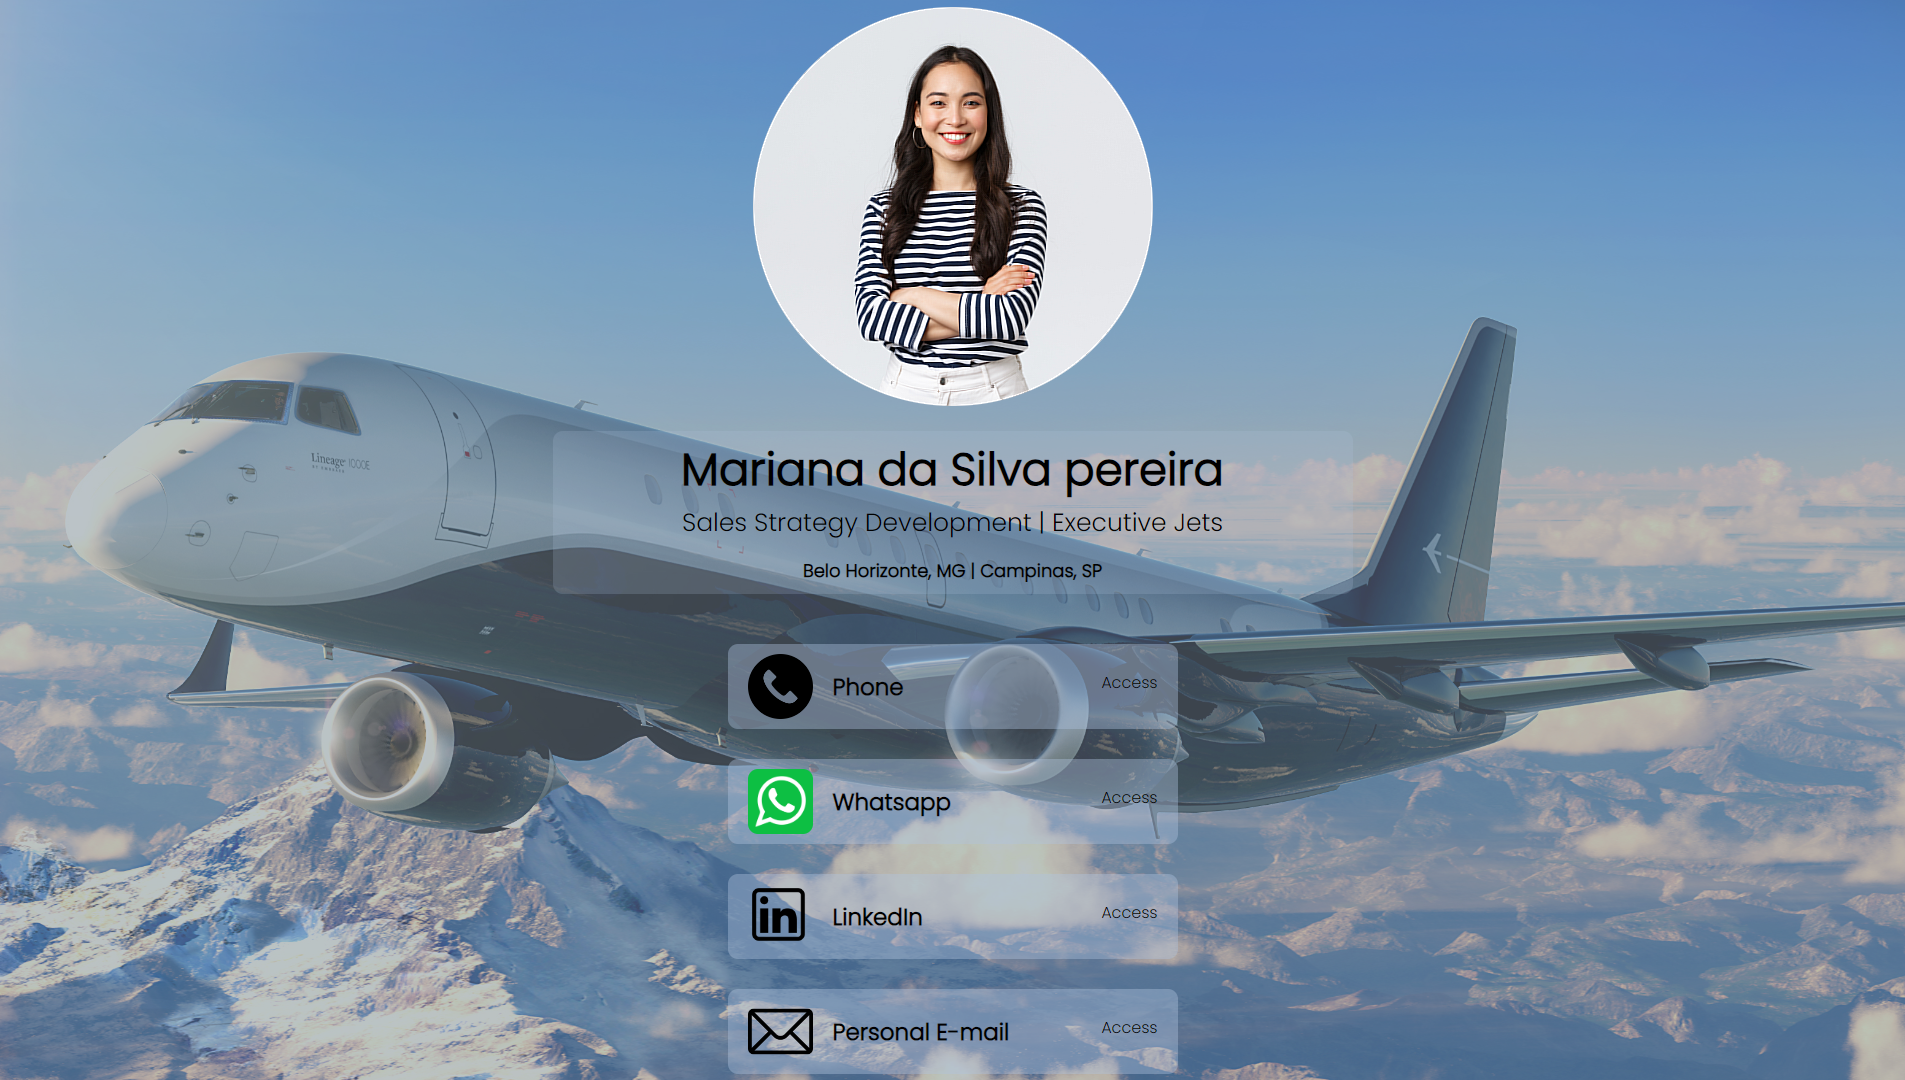 Lineage 1000E
Mariana da Silva pereira
Sales Strategy Development | Executive Jets
Belo Horizonte, MG | Campinas, SP
Phone
Access
Whatsapp
Access
in
LinkedIn
Access
Personal E-mail
Access